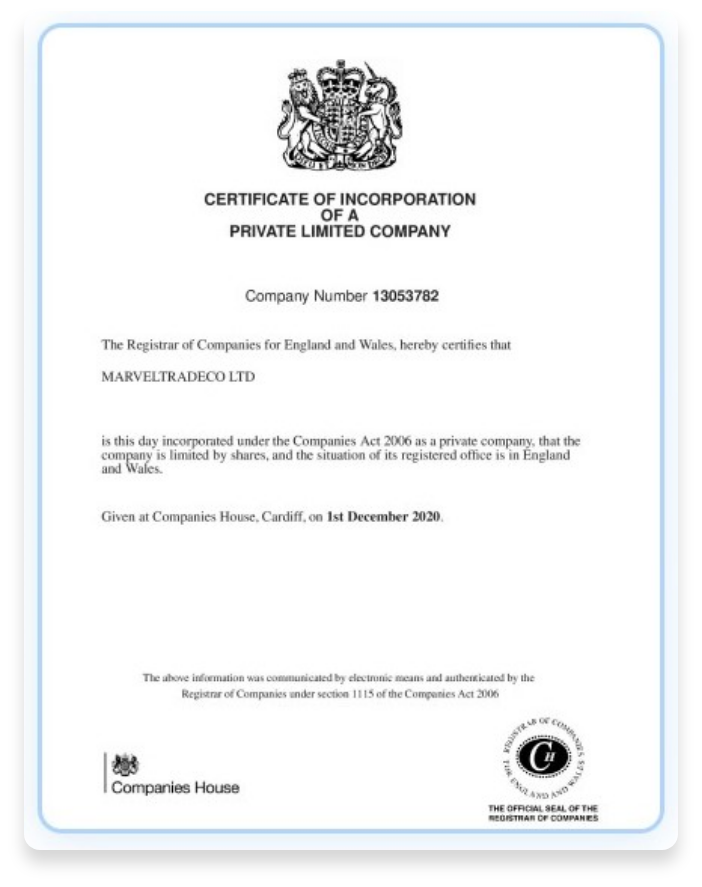 CERTIFICATE OF INCORPORATION
OF A
PRIVATE LIMITED COMPANY
Company Number 13053782
The Registrar of Companies for England and Wales, hereby certifies that
MARVELTRADECO LTD
is this day incorporated under the Companies Act 2006 as a private company, that the
company is limited by shares, and the situation of its registered office is in England
and Wales.
Given at Companies House, Cardiff, on 1st December 2020.
The above information was communicated by electronic means and authenticated by the
Registrar of Companies under section 1115 of the Companies Act 2006
Companies House
REGISTRAR OF COMPANIES
FOR ENGLAND AND WALES
CH
THE OFFICIAL SEAL OF THE
REGISTRAR OF COMPANIES